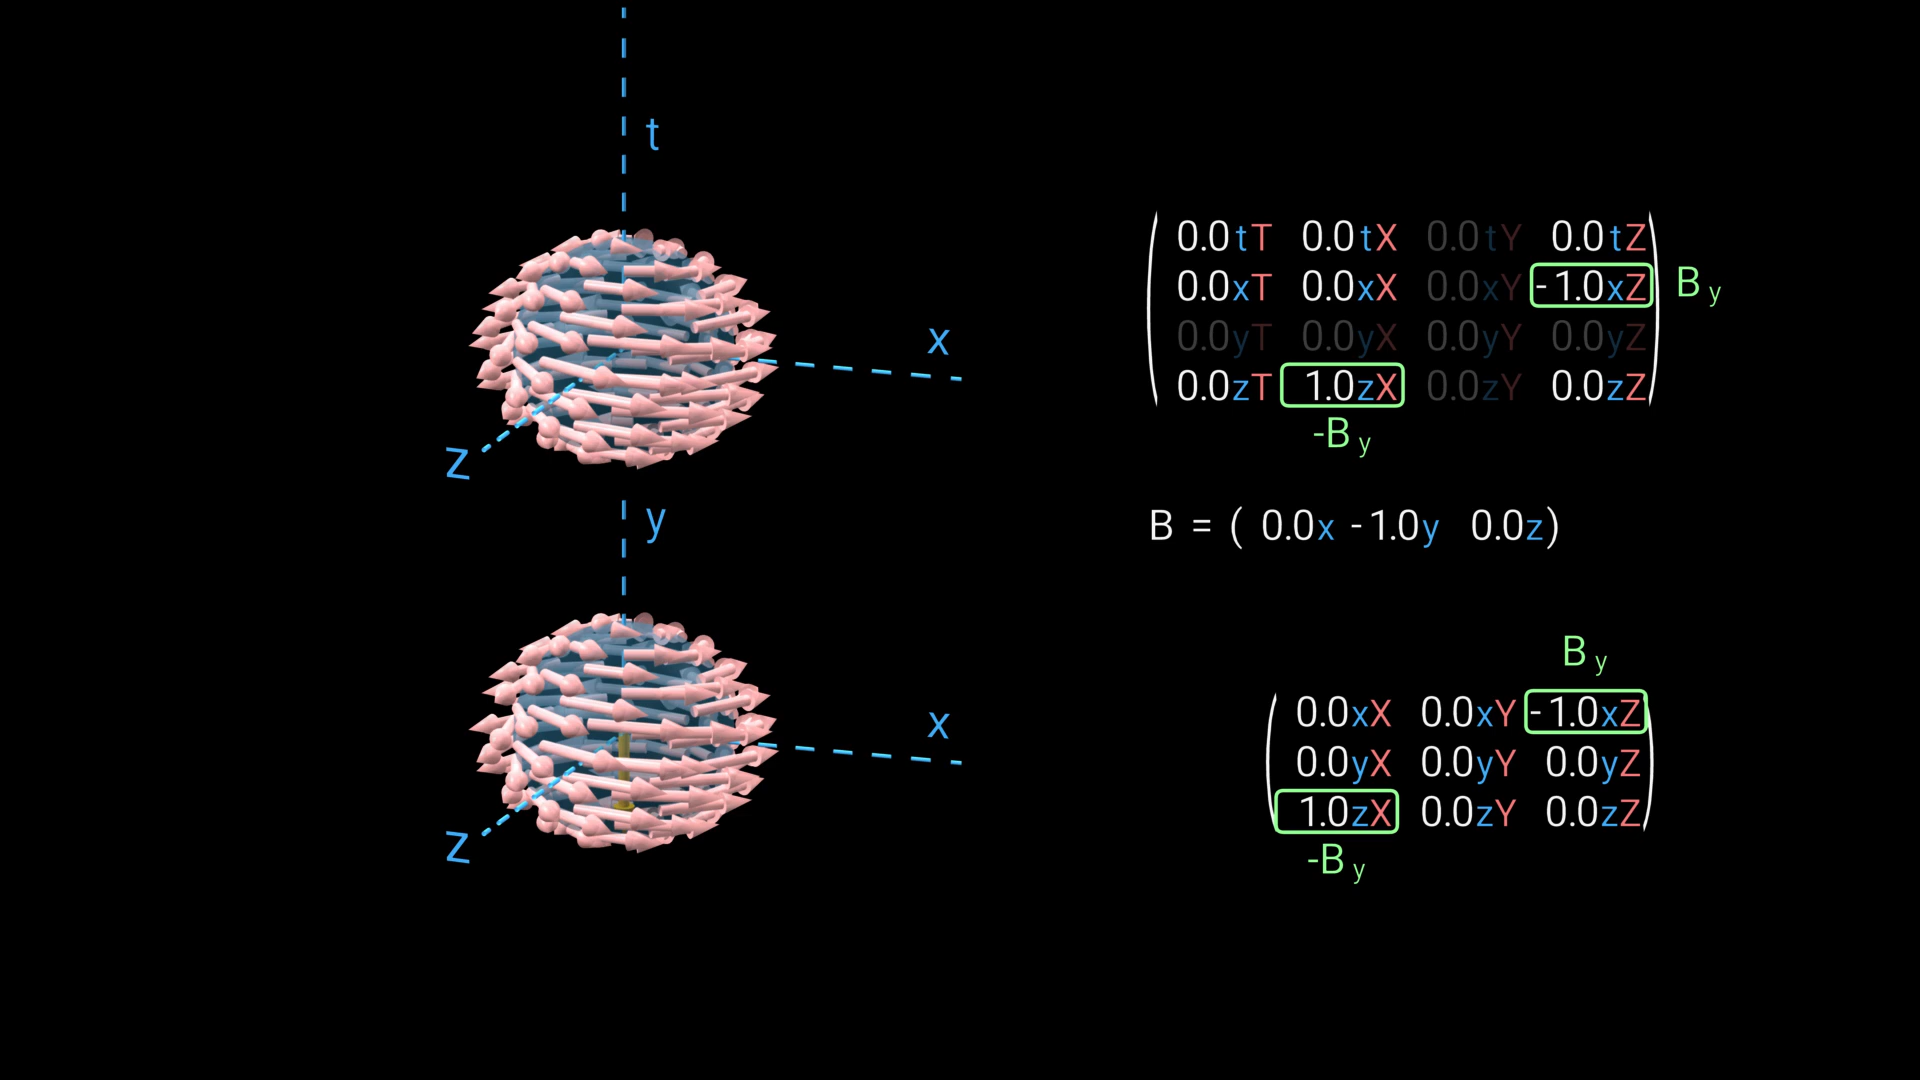 t
x
z
y
x
z
0.0tT 0.0tX 0.0tY 0.0tZ
0.0xT 0.0xX 0.0xY -1.0xZ B y
0.0yT 0.0yX 0.0yY 0.0yZ
0.0zT 1.0zX 0.0zY 0.0zZ
-B y
B = ( 0.0x -1.0y 0.0z)
B y
0.0xX 0.0xY -1.0xZ
0.0yX 0.0yY 0.0yZ
1.0zX 0.0zY 0.0zZ
-B y